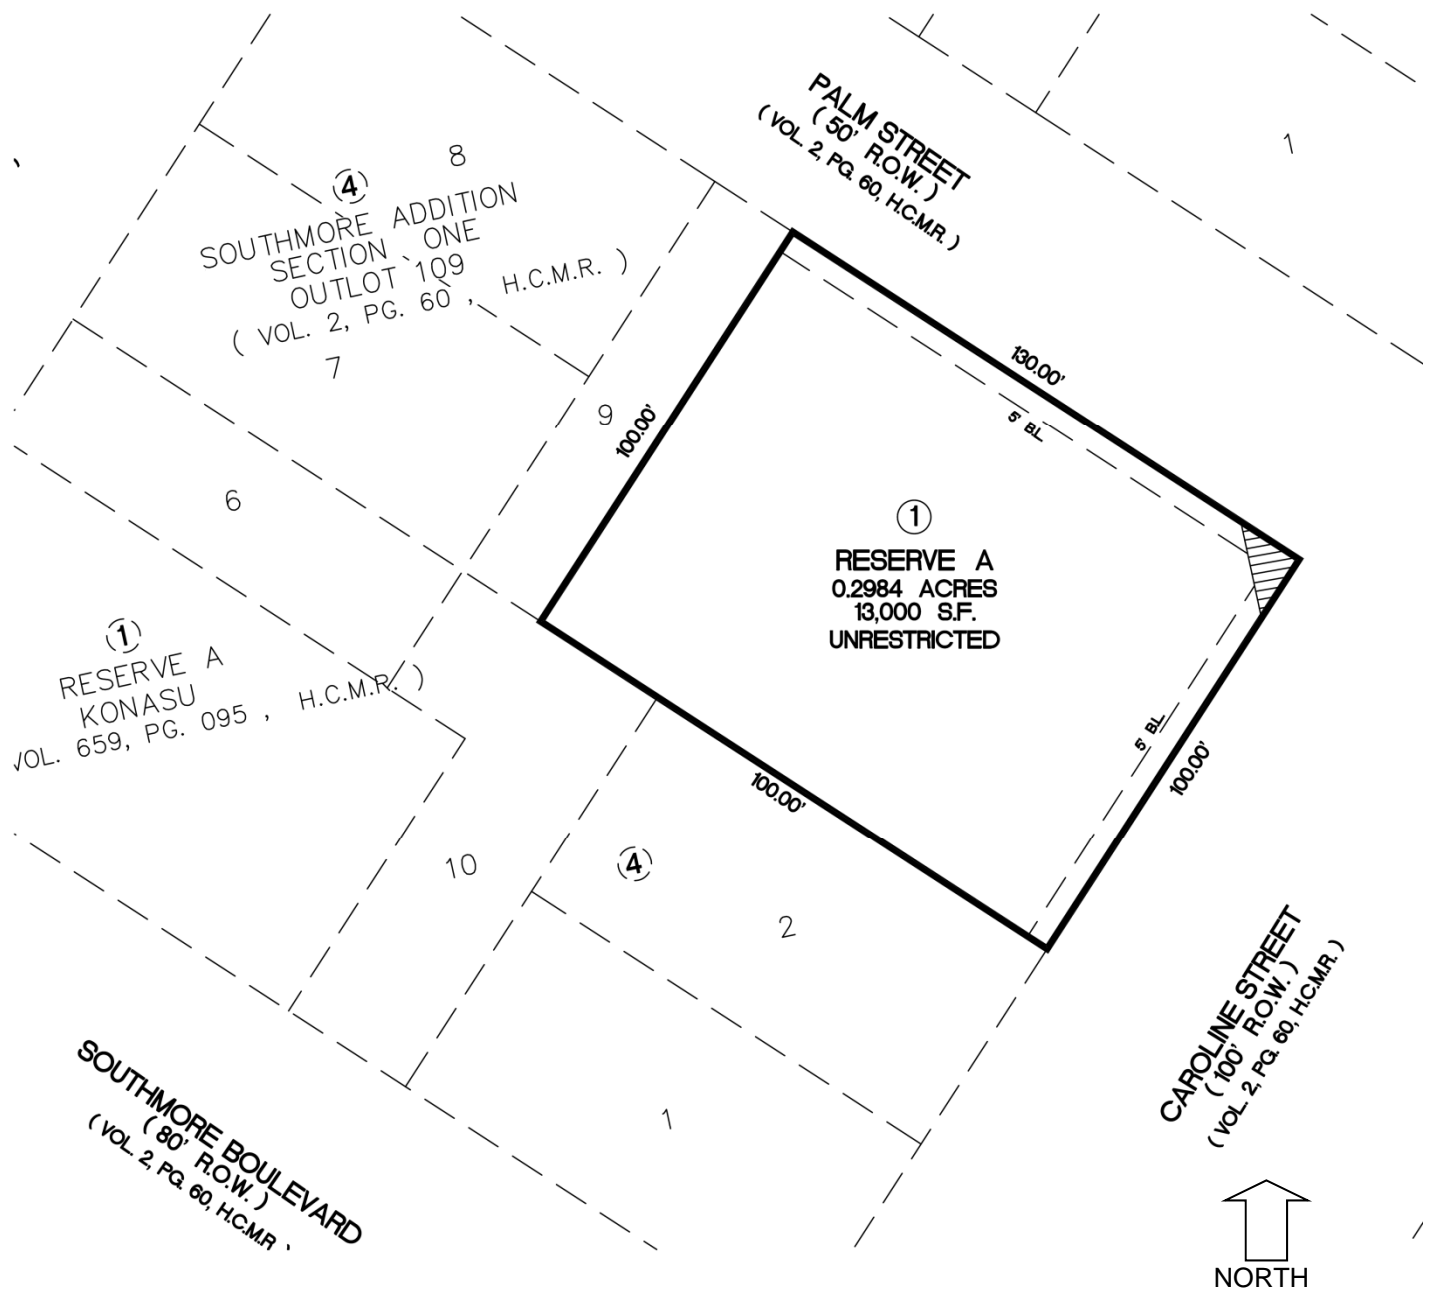 PALM STREET
( 50' R.O.W. )
( VOL. 2, PG. 60, H.C.M.R. )
1
8
4
SOUTHMORE ADDITION
SECTION ONE
OUTLOT 109
( VOL. 2, PG. 60 , H.C.M.R. )
7
9
100.00'
130.00'
5' B.L.
6
1
RESERVE A
0.2984 ACRES
13,000 S.F.
UNRESTRICTED
1
RESERVE A
KONASU
VOL. 659, PG. 095 , H.C.M.R. )
5' B.L.
100.00'
100.00'
10
4
2
1
CAROLINE STREET
( 100' R.O.W. )
( VOL. 2, PG. 60, H.C.M.R. )
SOUTHMORE BOULEVARD
( 80' R.O.W. )
( VOL. 2, PG. 60, H.C.M.R. )
NORTH